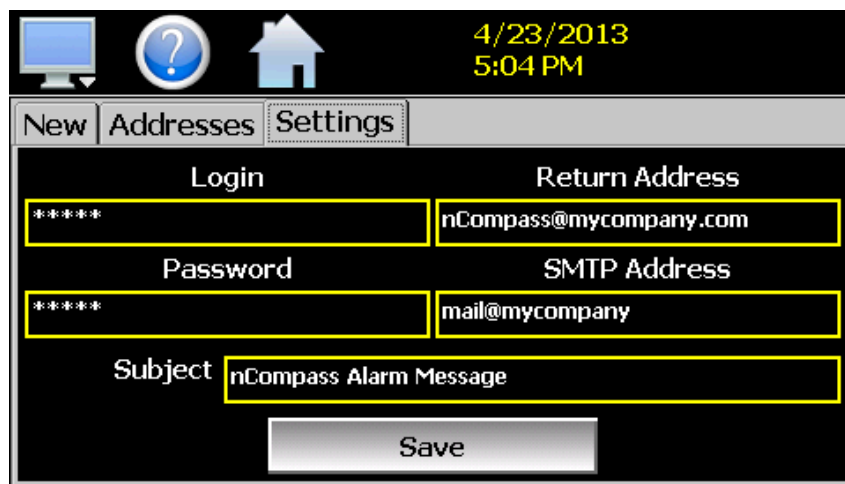 4/23/2013
5:04 PM
New Addresses Settings
Login Return Address
***** nCompass@mycompany.com
Password SMTP Address
***** mail@mycompany
Subject nCompass Alarm Message
Save